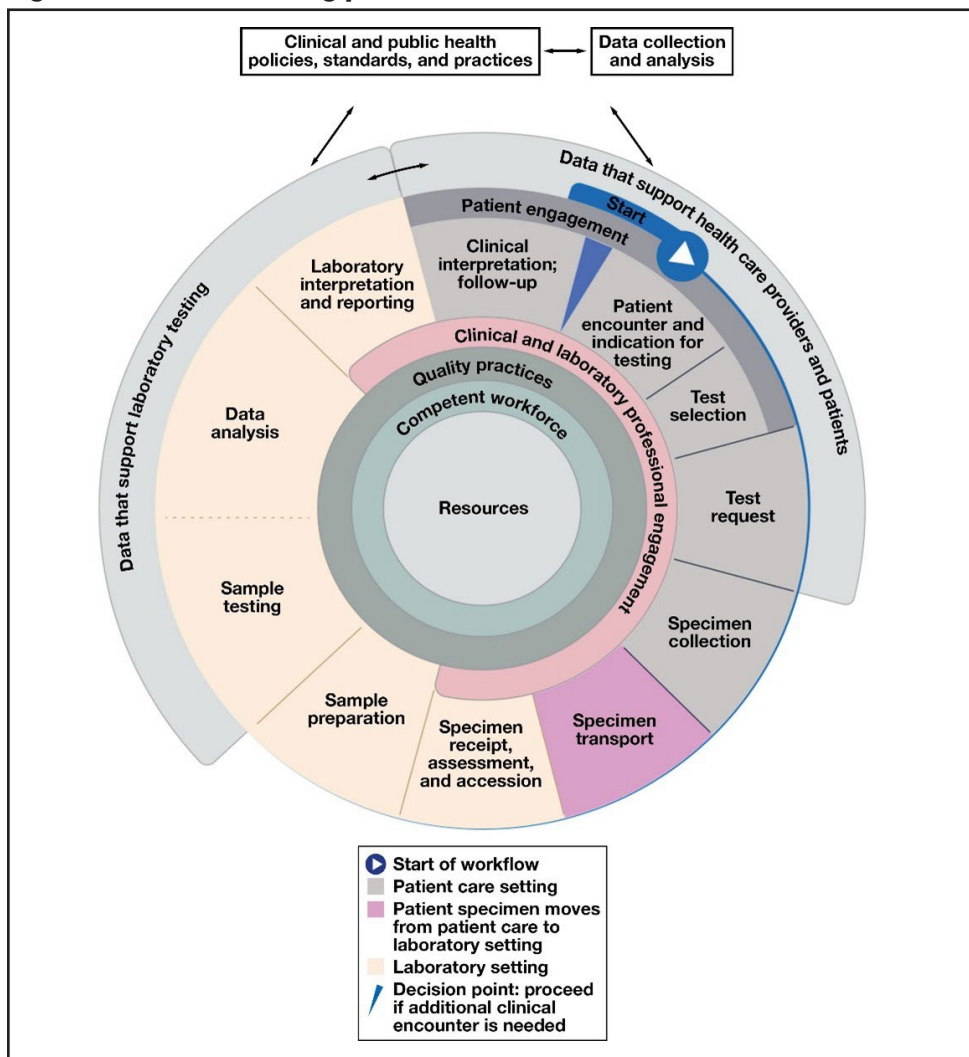 Clinical and public health
policies, standards, and practices
Data collection
and analysis
Data that support laboratory testing
Data that support health care providers and patients
Patient engagement
Start
Clinical
interpretation;
follow-up
Patient
encounter and
indication for
testing
Test
selection
Test
request
Specimen
collection
Specimen
transport
Specimen
receipt,
assessment,
and accession
Sample
preparation
Sample
testing
Data
analysis
Laboratory
interpretation
and reporting
Clinical and laboratory professional engagement
Quality practices
Competent workforce
Resources
Start of workflow
Patient care setting
Patient specimen moves
from patient care to
laboratory setting
Laboratory setting
Decision point: proceed
if additional clinical
encounter is needed